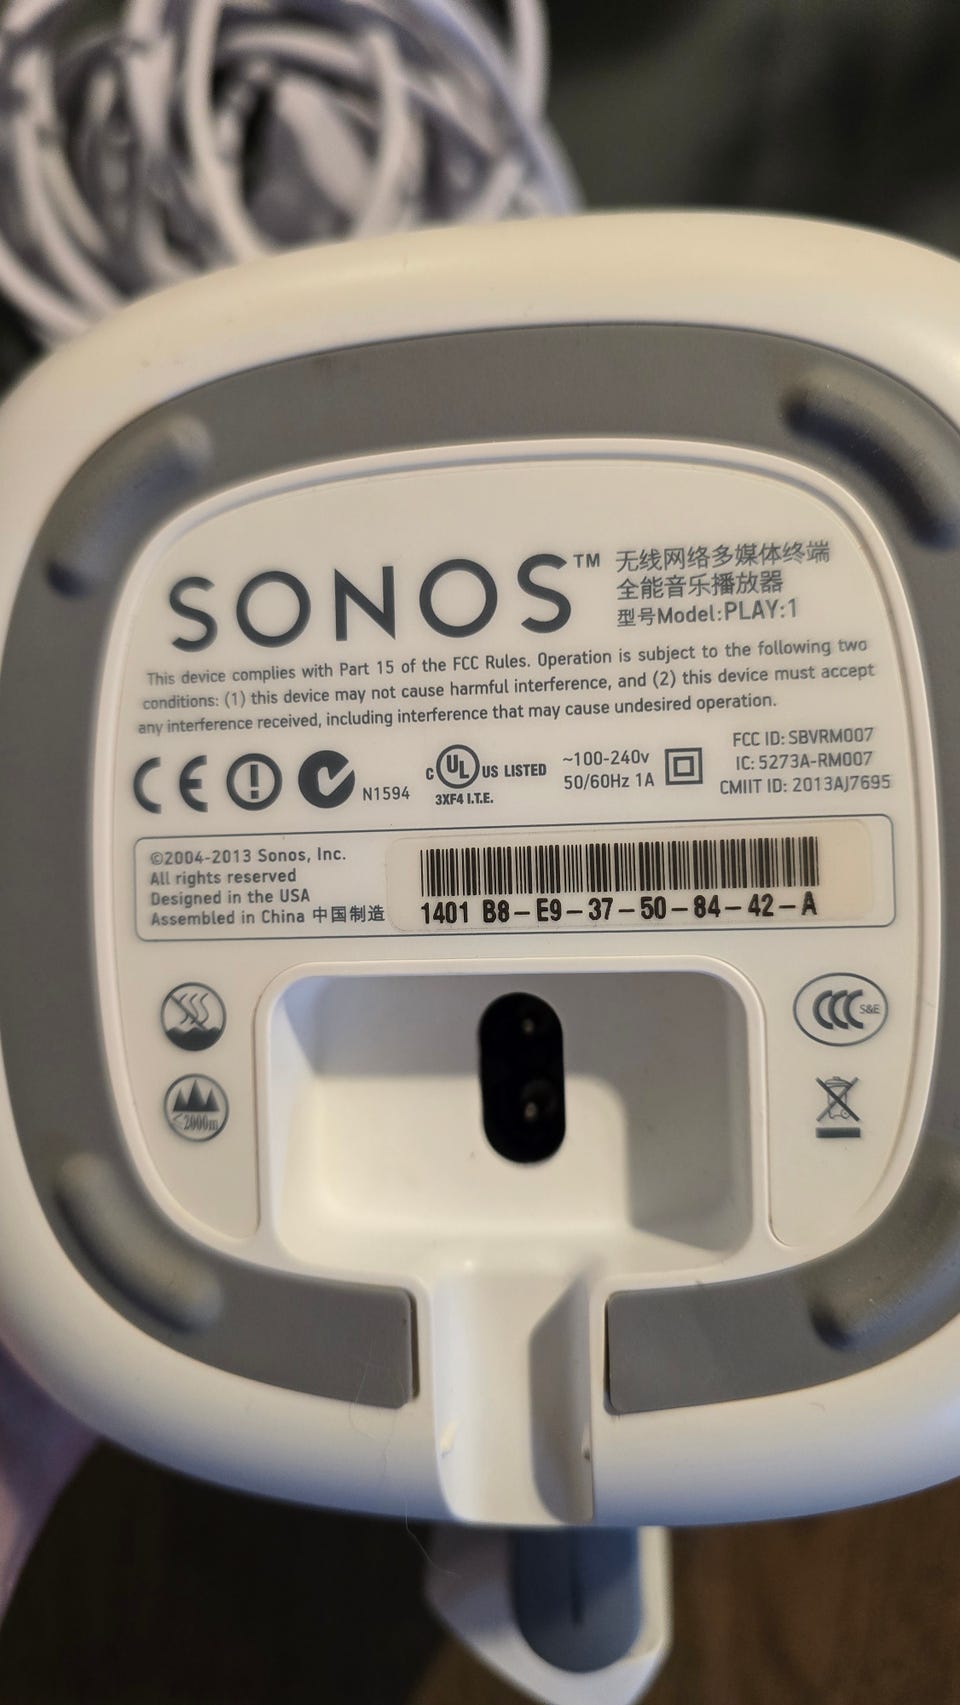 SONOS™
无线网络多媒体终端
全能音乐播放器
型号Model:PLAY:1
This device complies with Part 15 of the FCC Rules. Operation is subject to the following two
conditions: (1) this device may not cause harmful interference, and (2) this device must accept
any interference received, including interference that may cause undesired operation.
CE
N1594
C UL US LISTED
3XF4 I.T.E.
~100-240v
50/60Hz 1A
FCC ID: SBVRM007
IC: 5273A-RM007
CMIIT ID: 2013AJ7695
©2004-2013 Sonos, Inc.
All rights reserved
Designed in the USA
Assembled in China 中国制造
1401 B8-E9-37-50-84-42-A
CCC S&E
≤2000m